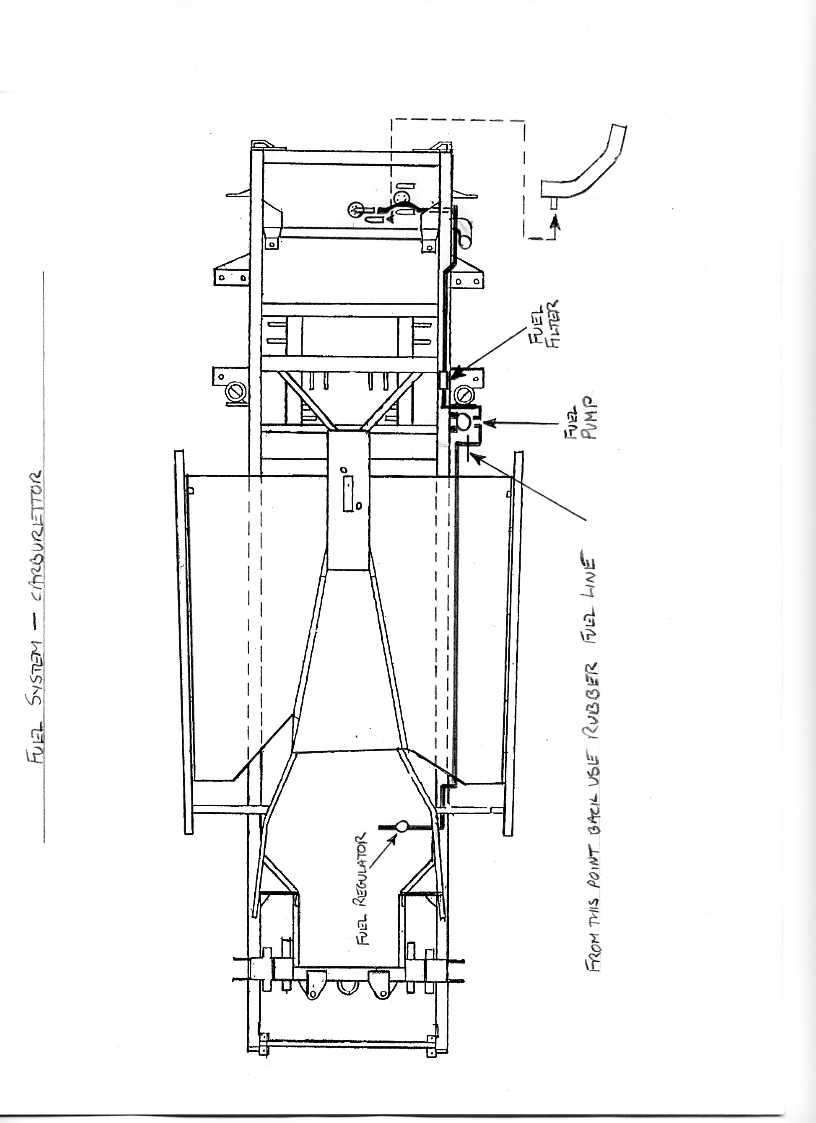 FUEL SYSTEM — CARBURETTOR
FUEL
FILTER
FUEL
PUMP
FROM THIS POINT BACK USE RUBBER FUEL LINE
FUEL REGULATOR